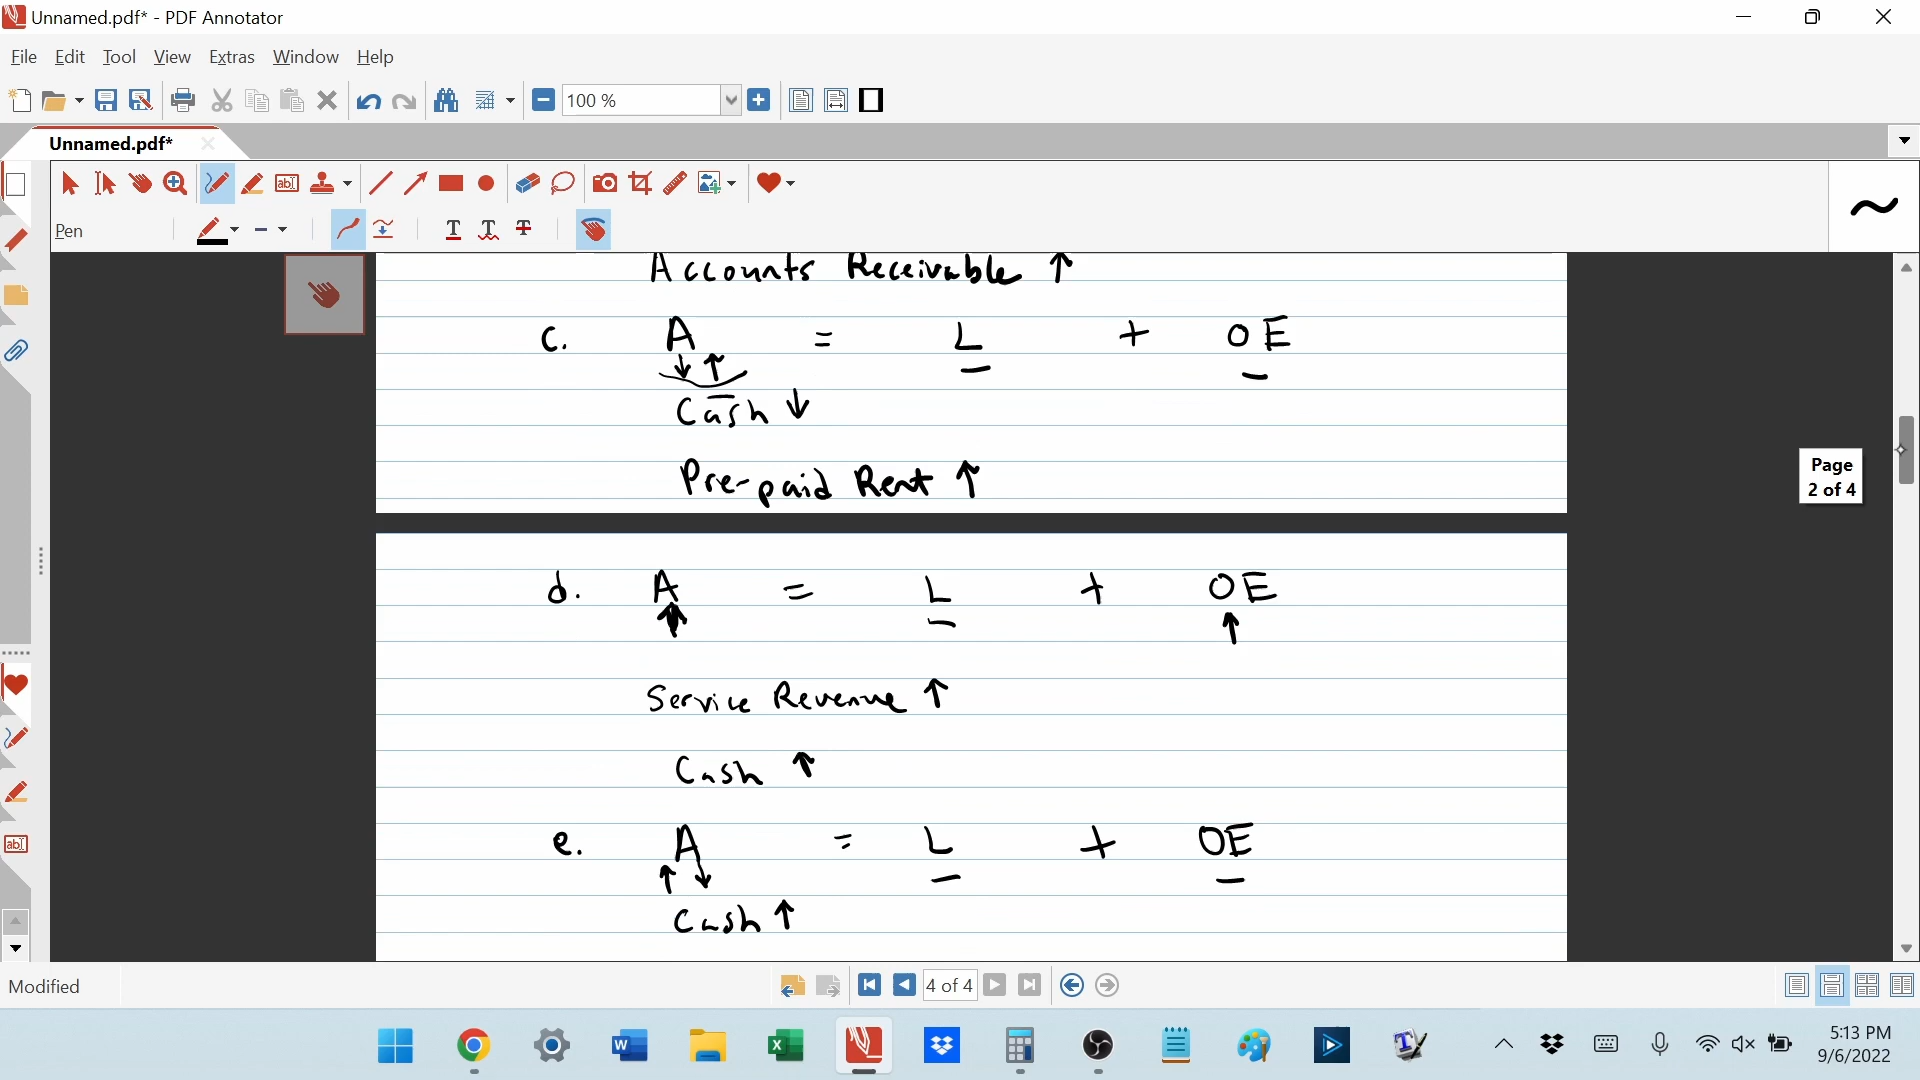 Unnamed.pdf* - PDF Annotator
File Edit Tool View Extras Window Help
100 %
Unnamed.pdf*
Pen
Accounts Receivable ↑
c. A = L + OE
↓ ↑ — —
Cash ↓
Pre-paid Rent ↑
Page
2 of 4
d. A = L + OE
↑ — ↑
Service Revenue ↑
Cash ↑
e. A = L + OE
↑ ↓ — —
Cash ↑
Modified
4 of 4
5:13 PM
9/6/2022